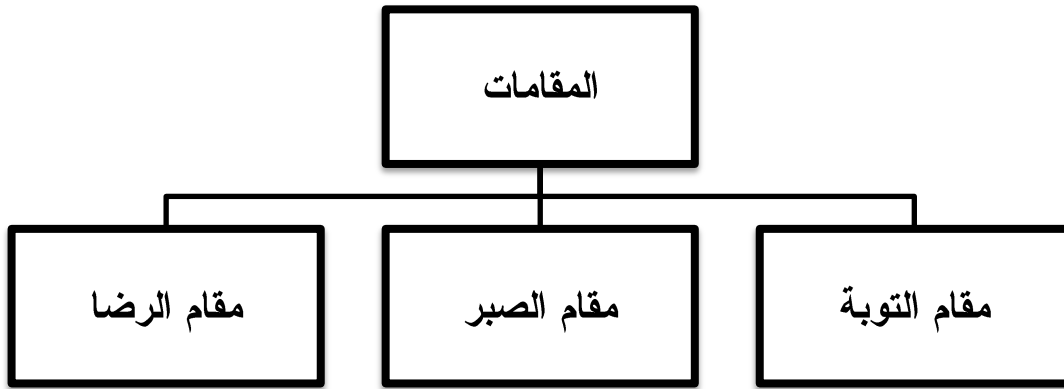 المقامات
مقام التوبة
مقام الصبر
مقام الرضا